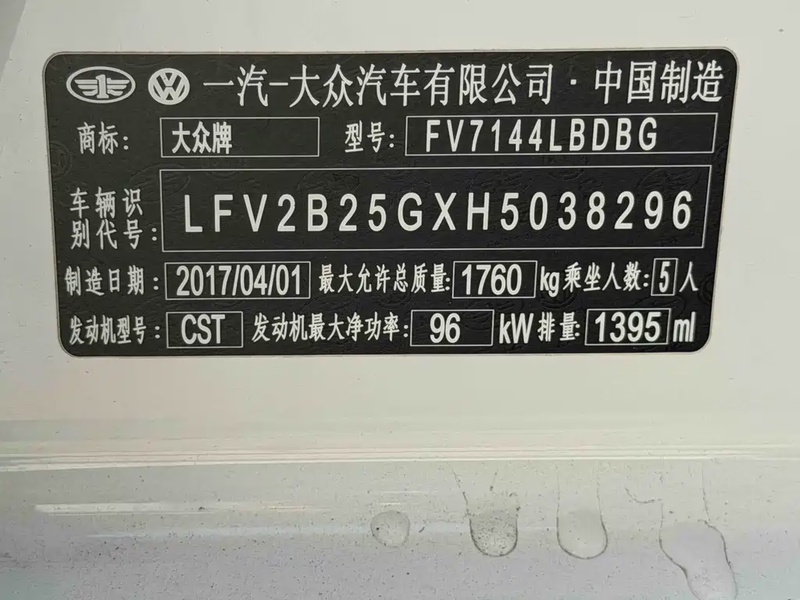 一汽-大众汽车有限公司·中国制造
商标: 大众牌 型号: FV7144LBDBG
车辆识别代号: LFV2B25GXH5038296
制造日期: 2017/04/01 最大允许总质量: 1760 kg 乘坐人数: 5 人
发动机型号: CST 发动机最大净功率: 96 kW 排量: 1395 ml